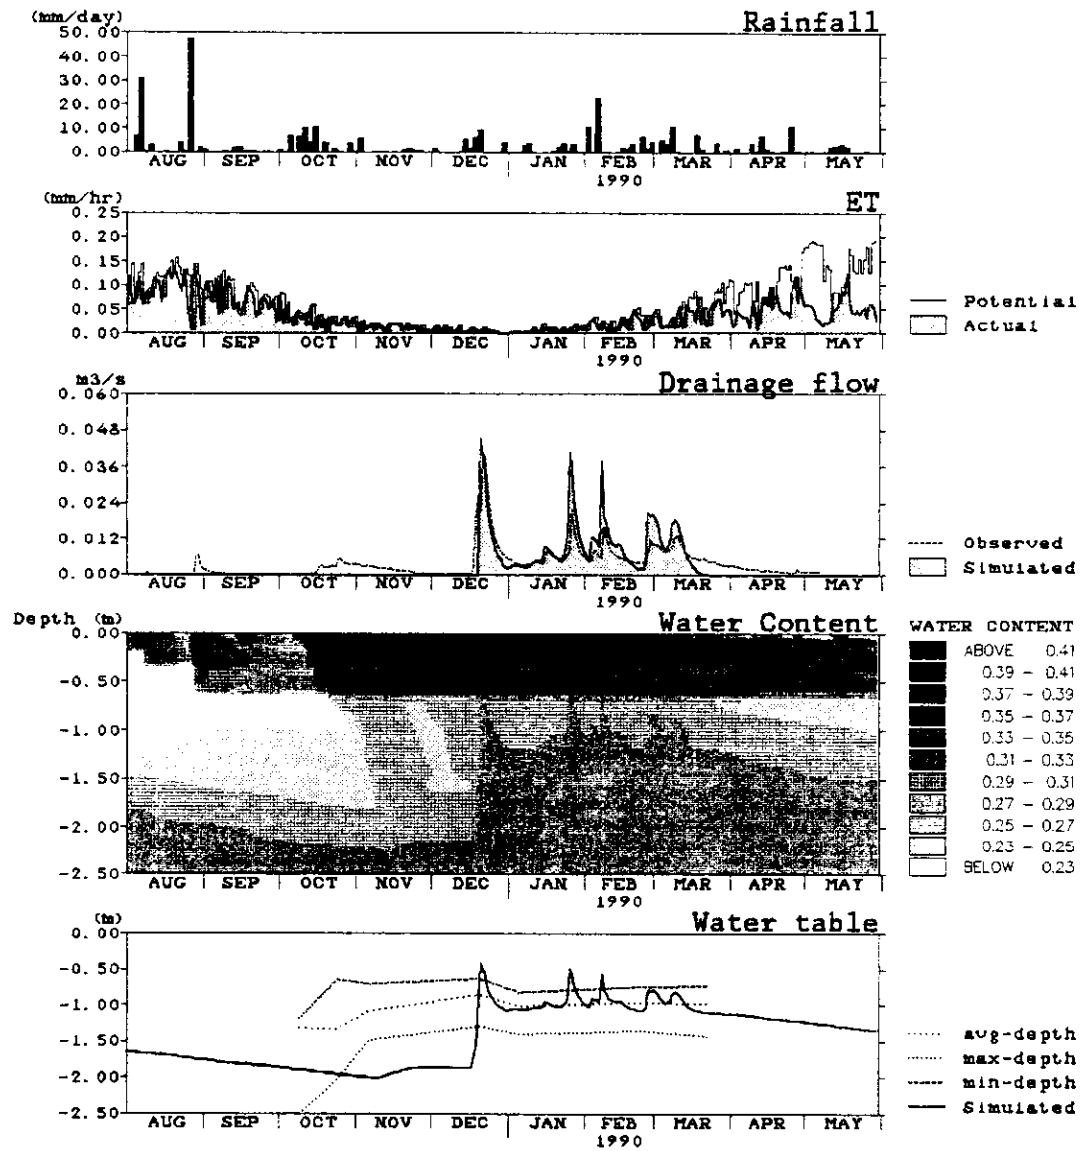 (mm/day)
Rainfall
50.00
40.00
30.00
20.00
10.00
0.00
AUG SEP OCT NOV DEC JAN FEB MAR APR MAY
1990
(mm/hr)
ET
0.25
0.20
0.15
0.10
0.05
0.00
Potential
Actual
AUG SEP OCT NOV DEC JAN FEB MAR APR MAY
1990
m3/s
Drainage flow
0.060
0.048
0.036
0.024
0.012
0.000
Observed
Simulated
AUG SEP OCT NOV DEC JAN FEB MAR APR MAY
1990
Depth (m)
Water Content
0.00
-0.50
-1.00
-1.50
-2.00
-2.50
WATER CONTENT
ABOVE 0.41
0.39 - 0.41
0.37 - 0.39
0.35 - 0.37
0.33 - 0.35
0.31 - 0.33
0.29 - 0.31
0.27 - 0.29
0.25 - 0.27
0.23 - 0.25
BELOW 0.23
AUG SEP OCT NOV DEC JAN FEB MAR APR MAY
1990
(m)
Water table
0.00
-0.50
-1.00
-1.50
-2.00
-2.50
avg-depth
max-depth
min-depth
Simulated
AUG SEP OCT NOV DEC JAN FEB MAR APR MAY
1990